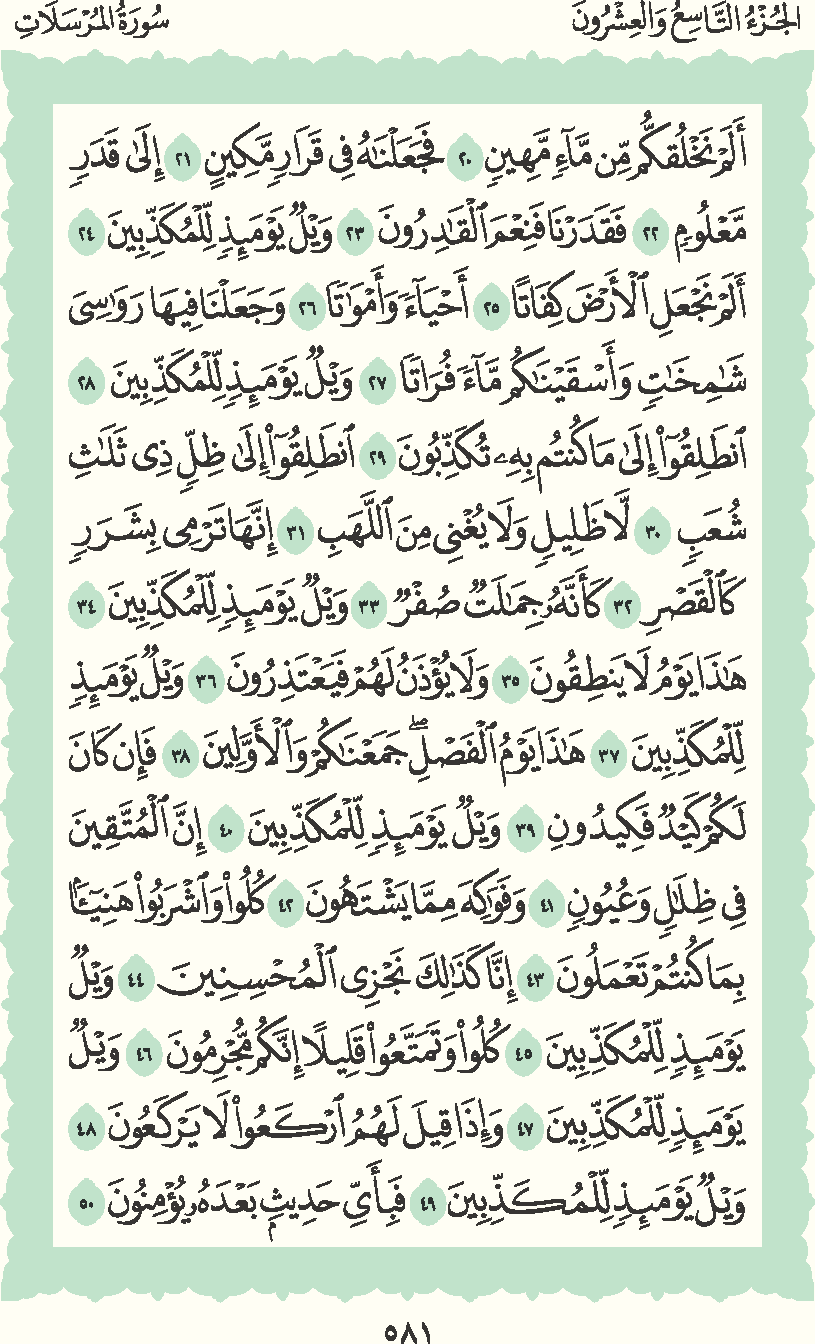 الجُزْءُ التَّاسِعُ وَالعِشْرُونَ
سُورَةُ المُرْسَلَاتِ
أَلَمْ نَخْلُقكُّم مِّن مَّآءٍ مَّهِينٍ ٢٠ فَجَعَلْنَٰهُ فِى قَرَارٍ مَّكِينٍ ٢١ إِلَىٰ قَدَرٍ
مَّعْلُومٍ ٢٢ فَقَدَرْنَا فَنِعْمَ ٱلْقَٰدِرُونَ ٢٣ وَيْلٌ يَوْمَئِذٍ لِّلْمُكَذِّبِينَ ٢٤
أَلَمْ نَجْعَلِ ٱلْأَرْضَ كِفَاتًا ٢٥ أَحْيَآءً وَأَمْوَٰتًا ٢٦ وَجَعَلْنَا فِيهَا رَوَٰسِىَ
شَٰمِخَٰتٍ وَأَسْقَيْنَٰكُم مَّآءً فُرَاتًا ٢٧ وَيْلٌ يَوْمَئِذٍ لِّلْمُكَذِّبِينَ ٢٨
ٱنطَلِقُوٓا۟ إِلَىٰ مَا كُنتُم بِهِۦ تُكَذِّبُونَ ٢٩ ٱنطَلِقُوٓا۟ إِلَىٰ ظِلٍّ ذِى ثَلَٰثِ
شُعَبٍ ٣٠ لَّا ظَلِيلٍ وَلَا يُغْنِى مِنَ ٱللَّهَبِ ٣١ إِنَّهَا تَرْمِى بِشَرَرٍ
كَٱلْقَصْرِ ٣٢ كَأَنَّهُۥ جِمَٰلَتٌ صُفْرٌ ٣٣ وَيْلٌ يَوْمَئِذٍ لِّلْمُكَذِّبِينَ ٣٤
هَٰذَا يَوْمُ لَا يَنطِقُونَ ٣٥ وَلَا يُؤْذَنُ لَهُمْ فَيَعْتَذِرُونَ ٣٦ وَيْلٌ يَوْمَئِذٍ
لِّلْمُكَذِّبِينَ ٣٧ هَٰذَا يَوْمُ ٱلْفَصْلِ ۖ جَمَعْنَٰكُمْ وَٱلْأَوَّلِينَ ٣٨ فَإِن كَانَ
لَكُمْ كَيْدٌ فَكِيدُونِ ٣٩ وَيْلٌ يَوْمَئِذٍ لِّلْمُكَذِّبِينَ ٤٠ إِنَّ ٱلْمُتَّقِينَ
فِى ظِلَٰلٍ وَعُيُونٍ ٤١ وَفَوَٰكِهَ مِمَّا يَشْتَهُونَ ٤٢ كُلُوا۟ وَٱشْرَبُوا۟ هَنِيٓـًٔۢا
بِمَا كُنتُمْ تَعْمَلُونَ ٤٣ إِنَّا كَذَٰلِكَ نَجْزِى ٱلْمُحْسِنِينَ ٤٤ وَيْلٌ
يَوْمَئِذٍ لِّلْمُكَذِّبِينَ ٤٥ كُلُوا۟ وَتَمَتَّعُوا۟ قَلِيلًا إِنَّكُم مُّجْرِمُونَ ٤٦ وَيْلٌ
يَوْمَئِذٍ لِّلْمُكَذِّبِينَ ٤٧ وَإِذَا قِيلَ لَهُمُ ٱرْكَعُوا۟ لَا يَرْكَعُونَ ٤٨
وَيْلٌ يَوْمَئِذٍ لِّلْمُكَذِّبِينَ ٤٩ فَبِأَىِّ حَدِيثٍۭ بَعْدَهُۥ يُؤْمِنُونَ ٥٠
٥٨١